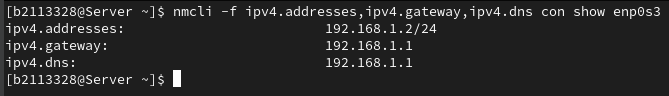 [b2113328@Server ~]$ nmcli -f ipv4.addresses,ipv4.gateway,ipv4.dns con show enp0s3
ipv4.addresses:                         192.168.1.2/24
ipv4.gateway:                           192.168.1.1
ipv4.dns:                               192.168.1.1
[b2113328@Server ~]$